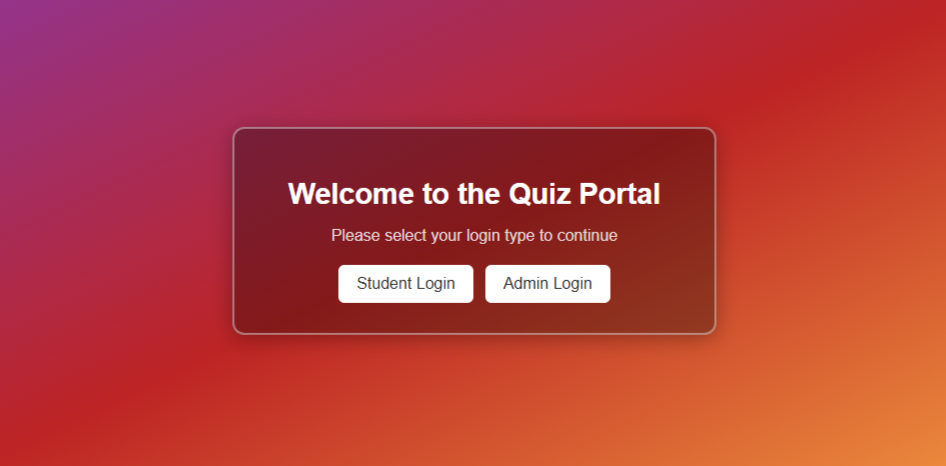 Welcome to the Quiz Portal
Please select your login type to continue
Student Login
Admin Login